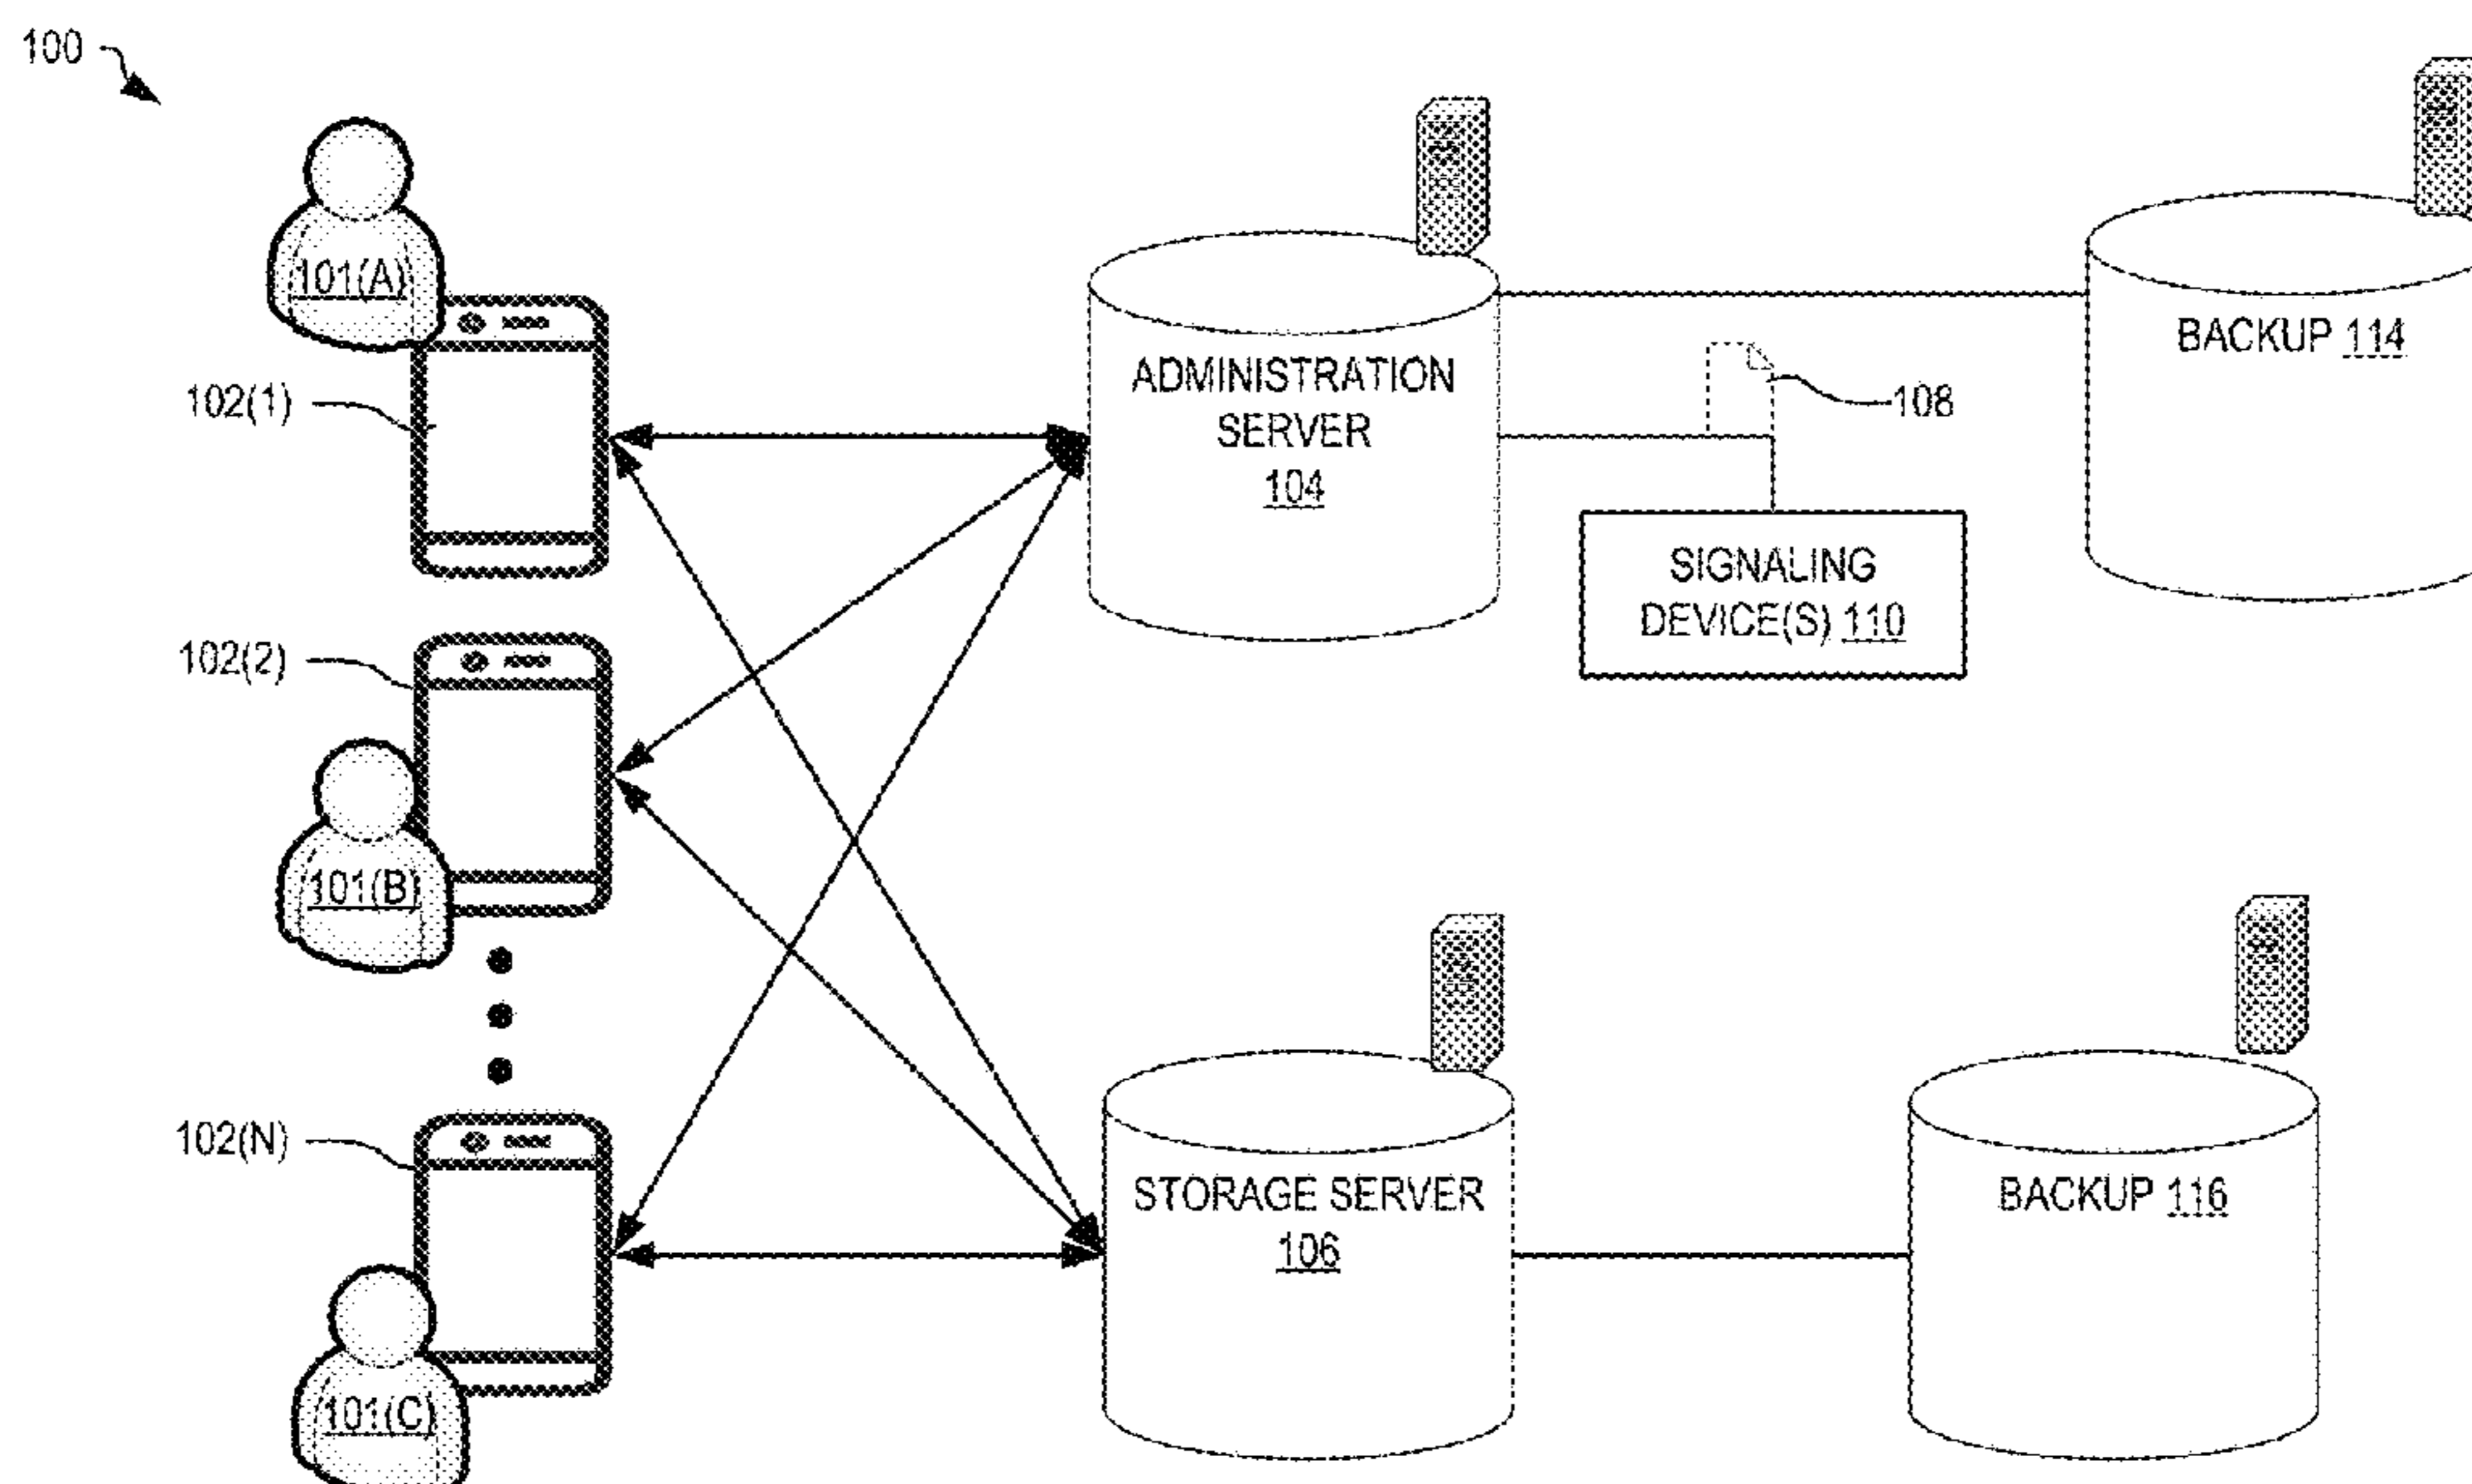 100
101(A)
102(1)
ADMINISTRATION
SERVER
104
BACKUP 114
108
SIGNALING
DEVICE(S) 110
102(2)
101(B)
102(N)
STORAGE SERVER
106
BACKUP 116
101(C)